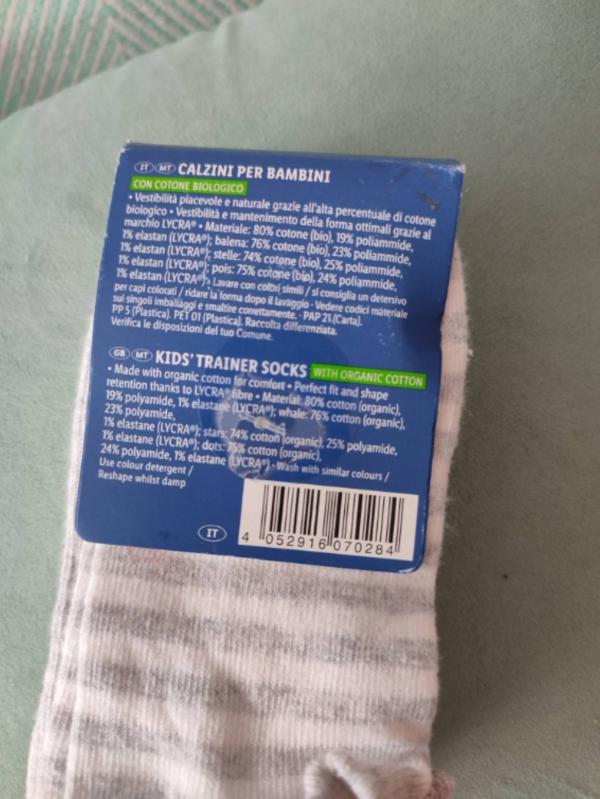 IT MT CALZINI PER BAMBINI
CON COTONE BIOLOGICO
• Vestibilità piacevole e naturale grazie all'alta percentuale di cotone
biologico • Vestibilità e mantenimento della forma ottimali grazie al
marchio LYCRA® • Materiale: 80% cotone (bio), 19% poliammide,
1% elastan (LYCRA®); balena: 76% cotone (bio), 23% poliammide,
1% elastan (LYCRA®); stelle: 74% cotone (bio), 25% poliammide,
1% elastan (LYCRA®); pois: 75% cotone (bio), 24% poliammide,
1% elastan (LYCRA®) • Lavare con colori simili / si consiglia un detersivo
per capi colorati / ridare la forma dopo il lavaggio • Vedere codici materiale
sui singoli imballaggi e smaltire correttamente. - PAP 21 (Carta).
PP 5 (Plastica). PET 01 (Plastica). Raccolta differenziata.
Verifica le disposizioni del tuo Comune.
GB MT KIDS' TRAINER SOCKS WITH ORGANIC COTTON
• Made with organic cotton for comfort • Perfect fit and shape
retention thanks to LYCRA® fibre • Material: 80% cotton (organic),
19% polyamide, 1% elastane (LYCRA®); whale: 76% cotton (organic),
23% polyamide,
1% elastane (LYCRA®); stars: 74% cotton (organic), 25% polyamide,
1% elastane (LYCRA®); dots: 75% cotton (organic),
24% polyamide, 1% elastane (LYCRA®) • Wash with similar colours /
Use colour detergent /
Reshape whilst damp
IT
4 052916 070284